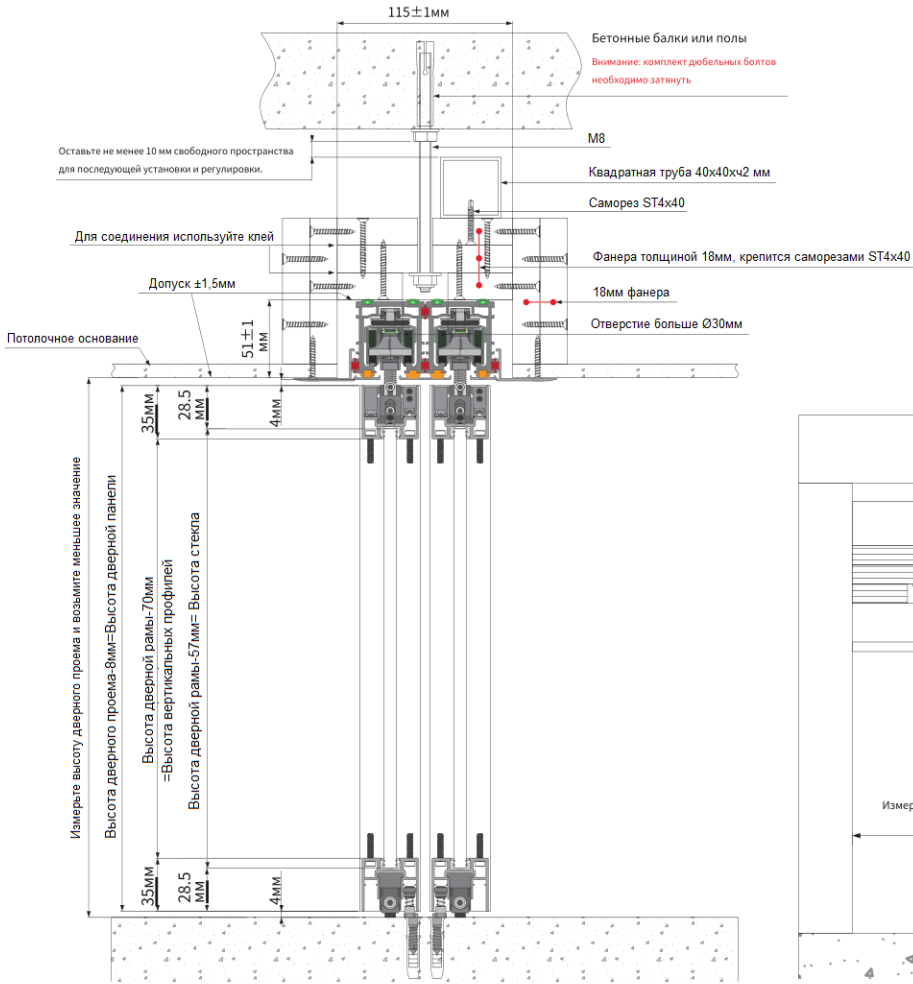 115±1мм
Бетонные балки или полы
Внимание: комплект дюбельных болтов
необходимо затянуть
M8
Оставьте не менее 10 мм свободного пространства
для последующей установки и регулировки.
Квадратная труба 40x40xч2 мм
Саморез ST4x40
Для соединения используйте клей
Фанера толщиной 18мм, крепится саморезами ST4x40
Допуск ±1,5мм
18мм фанера
Отверстие больше Ø30мм
51±1
мм
Потолочное основание
35мм
28.5
мм
4мм
Измерьте высоту дверного проема и возьмите меньшее значение
Высота дверного проема-8мм=Высота дверной панели
Высота дверной рамы-70мм
=Высота вертикальных профилей
Высота дверной рамы-57мм= Высота стекла
Измер
35мм
28.5
мм
4мм